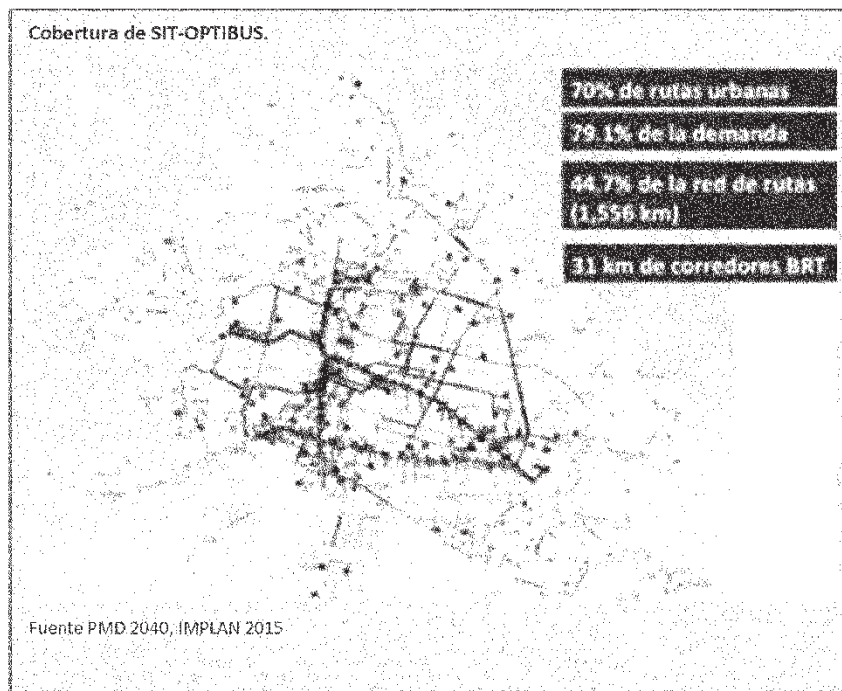 Cobertura de SIT-OPTIBUS.
70% de rutas urbanas
79.1% de la demanda
44.7% de la red de rutas
(1,556 km)
31 km de corredores BRT
Fuente PMD 2040, IMPLAN 2015